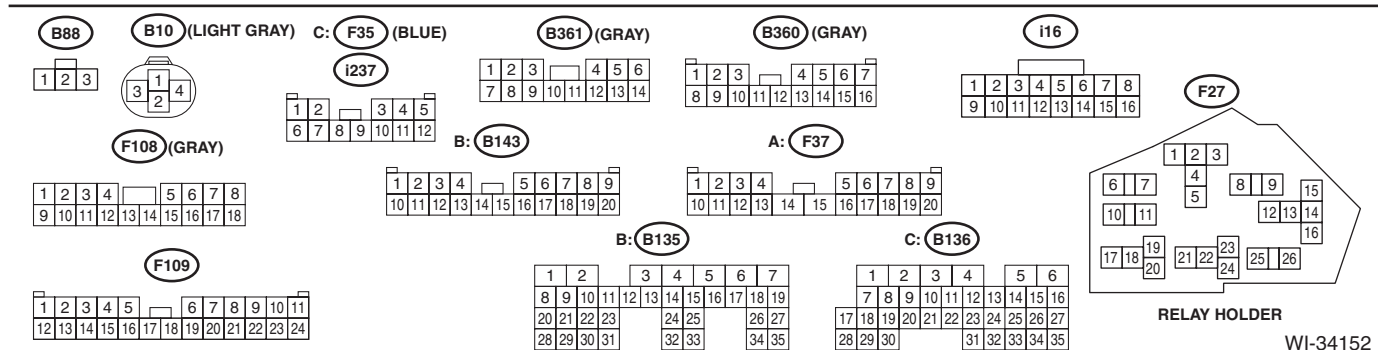 B88
1 2 3
B10 (LIGHT GRAY)
1
3 4
2
C: F35 (BLUE)
i237
1 2 3 4 5
6 7 8 9 10 11 12
B361 (GRAY)
1 2 3 4 5 6
7 8 9 10 11 12 13 14
B360 (GRAY)
1 2 3 4 5 6 7
8 9 10 11 12 13 14 15 16
i16
1 2 3 4 5 6 7 8
9 10 11 12 13 14 15 16
F108 (GRAY)
1 2 3 4 5 6 7 8
9 10 11 12 13 14 15 16 17 18
B: B143
1 2 3 4 5 6 7 8 9
10 11 12 13 14 15 16 17 18 19 20
A: F37
1 2 3 4 5 6 7 8 9
10 11 12 13 14 15 16 17 18 19 20
F27
1 2 3
4
5
6 7
8 9
10 11
15
12 13 14
16
17 18 19
20
21 22 23
24
25 26
RELAY HOLDER
F109
1 2 3 4 5 6 7 8 9 10 11
12 13 14 15 16 17 18 19 20 21 22 23 24
B: B135
1 2 3 4 5 6 7
8 9 10 11 12 13 14 15 16 17 18 19
20 21 22 23 24 25 26 27
28 29 30 31 32 33 34 35
C: B136
1 2 3 4 5 6
7 8 9 10 11 12 13 14 15 16
17 18 19 20 21 22 23 24 25 26 27
28 29 30 31 32 33 34 35
WI-34152